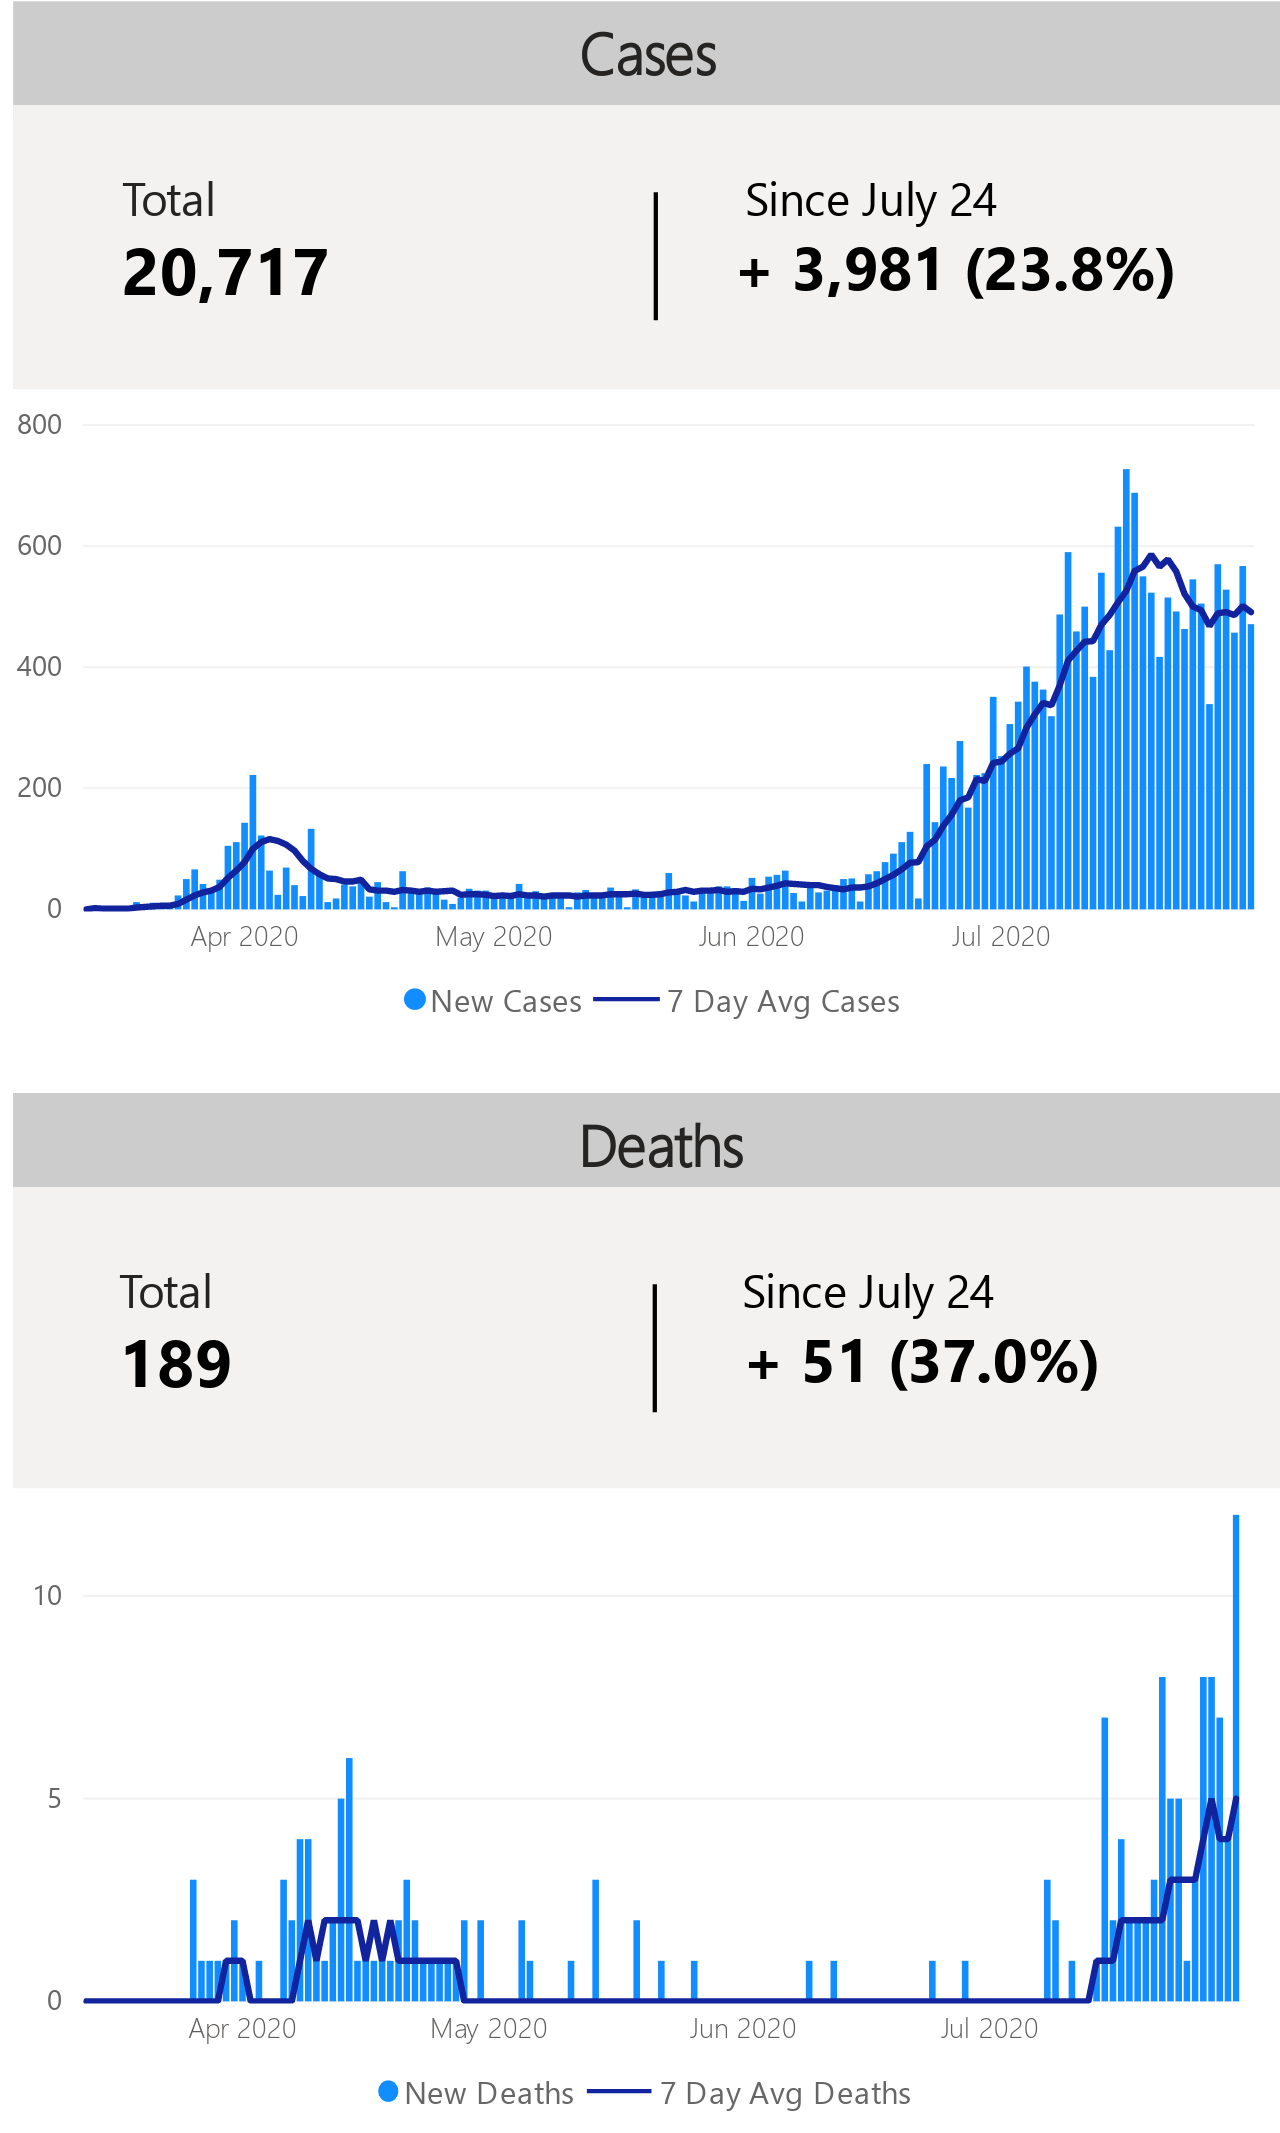 Cases
Total
Since July 24
20,717
+ 3,981 (23.8%)
800
600
400
200
0
Apr 2020 May 2020 Jun 2020 Jul 2020
New Cases 7 Day Avg Cases
Deaths
Total
Since July 24
189
+ 51 (37.0%)
10
5
0
Apr 2020 May 2020 Jun 2020 Jul 2020
New Deaths 7 Day Avg Deaths